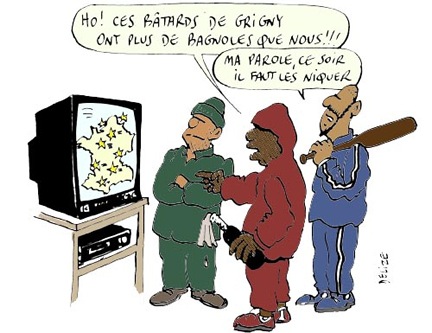 HO! CES BÂTARDS DE GRIGNY
ONT PLUS DE BAGNOLES QUE NOUS!!!
MA PAROLE, CE SOIR
IL FAUT LES NIQUER
DELIZE